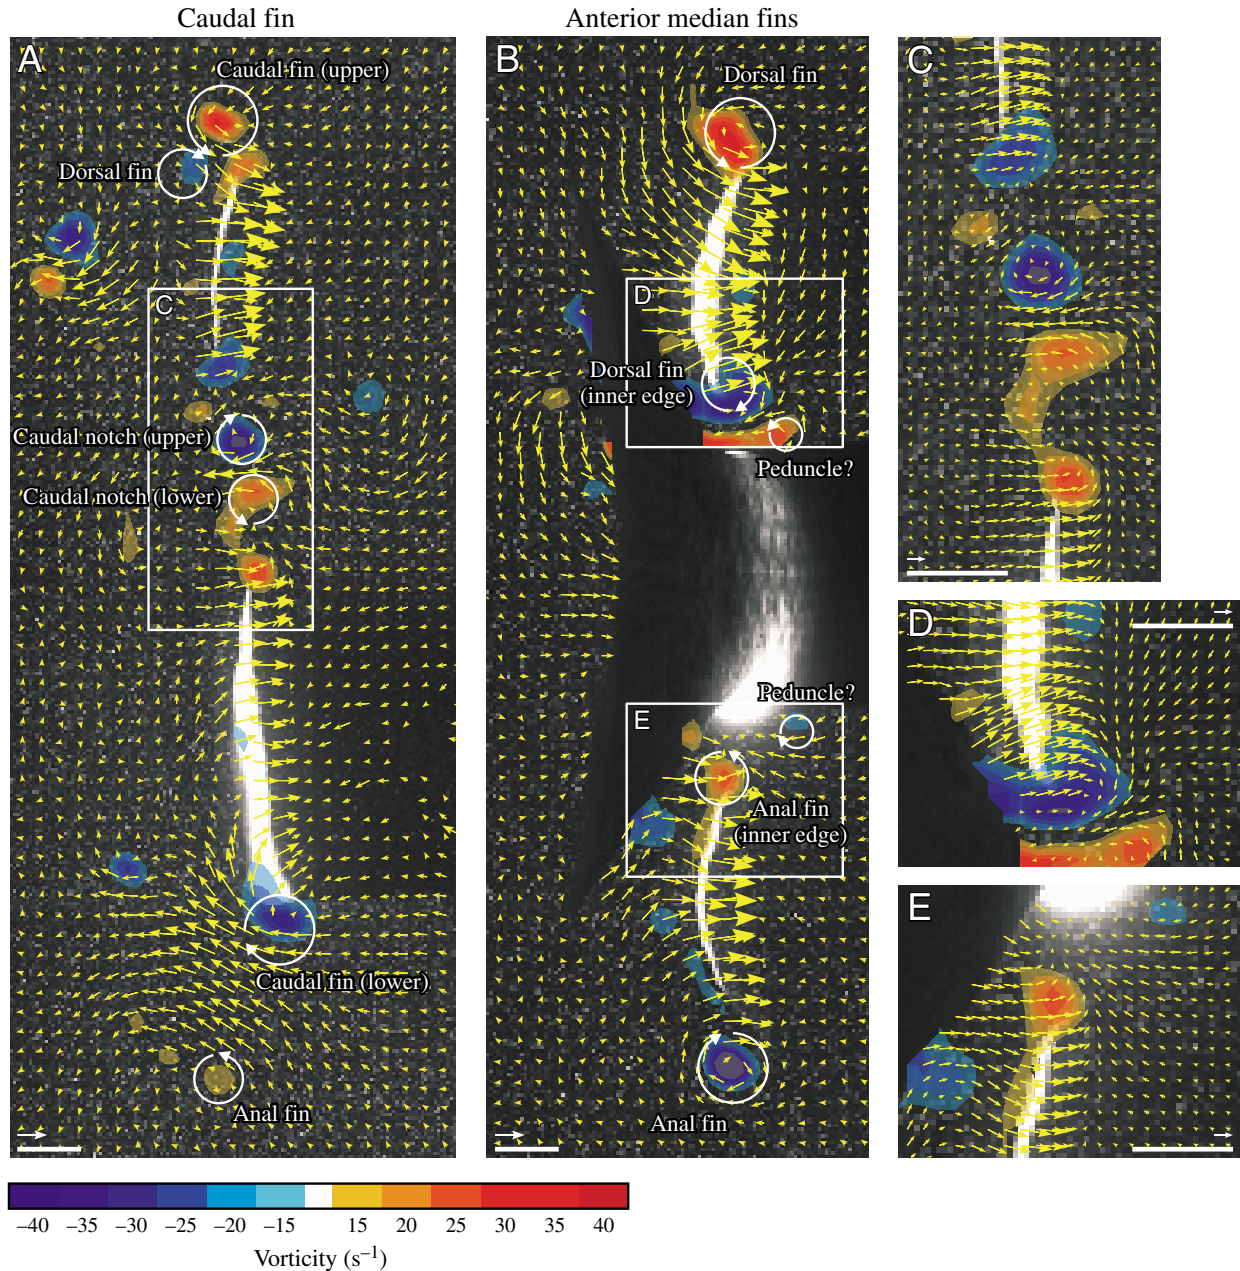 Caudal fin
Anterior median fins
A
Caudal fin (upper)
Dorsal fin
C
Caudal notch (upper)
Caudal notch (lower)
Caudal fin (lower)
Anal fin
B
Dorsal fin
D
Dorsal fin
(inner edge)
Peduncle?
Peduncle?
E
Anal fin
(inner edge)
Anal fin
C
D
E
–40 –35 –30 –25 –20 –15 15 20 25 30 35 40
Vorticity (s–1)